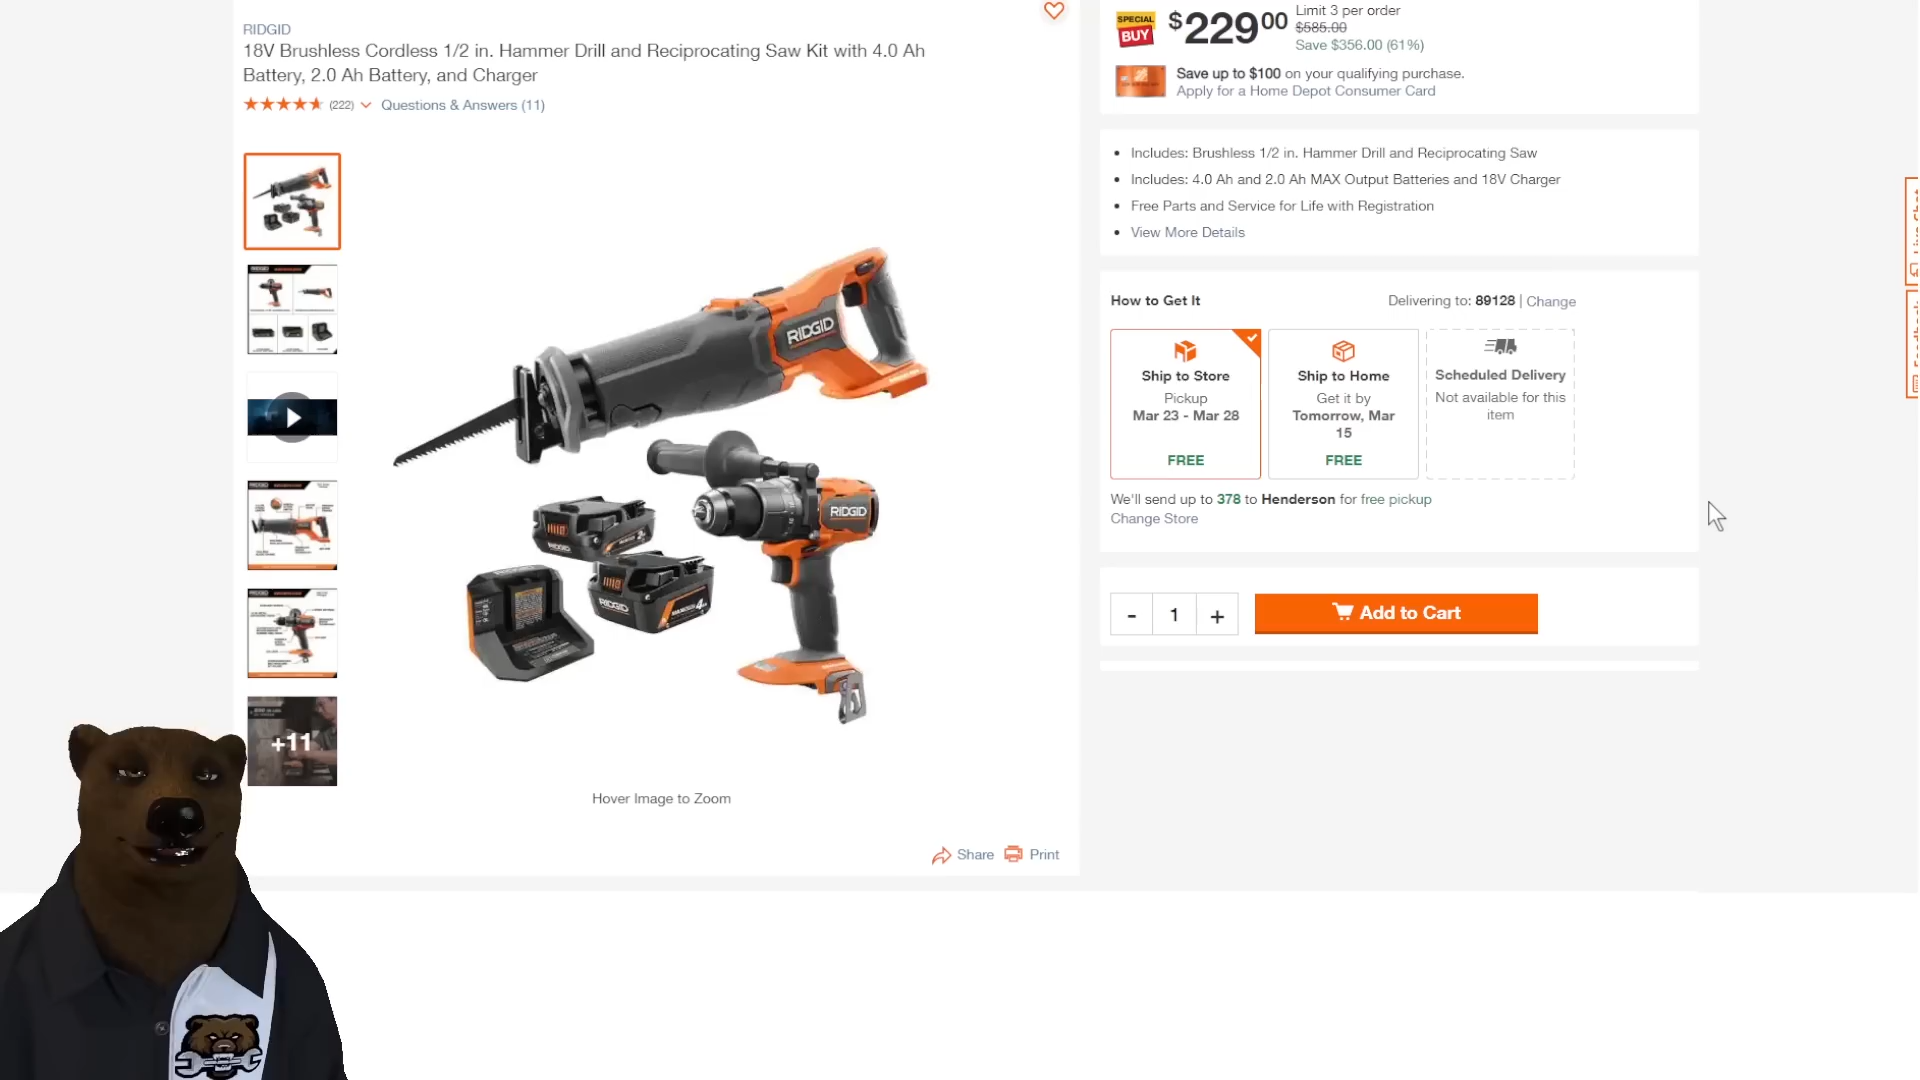 RIDGID
18V Brushless Cordless 1/2 in. Hammer Drill and Reciprocating Saw Kit with 4.0 Ah
Battery, 2.0 Ah Battery, and Charger
(222)
Questions & Answers (11)
RIDGID
RIDGID
RIDGID
RIDGID
4
+11
Hover Image to Zoom
Share
Print
SPECIAL
BUY
$22900
Limit 3 per order
$585.00
Save $356.00 (61%)
Save up to $100 on your qualifying purchase.
Apply for a Home Depot Consumer Card
• Includes: Brushless 1/2 in. Hammer Drill and Reciprocating Saw
• Includes: 4.0 Ah and 2.0 Ah MAX Output Batteries and 18V Charger
• Free Parts and Service for Life with Registration
• View More Details
How to Get It
Delivering to: 89128 | Change
Ship to Store
Pickup
Mar 23 - Mar 28
FREE
Ship to Home
Get it by
Tomorrow, Mar
15
FREE
Scheduled Delivery
Not available for this
item
We'll send up to 378 to Henderson for free pickup
Change Store
- 1 +
Add to Cart